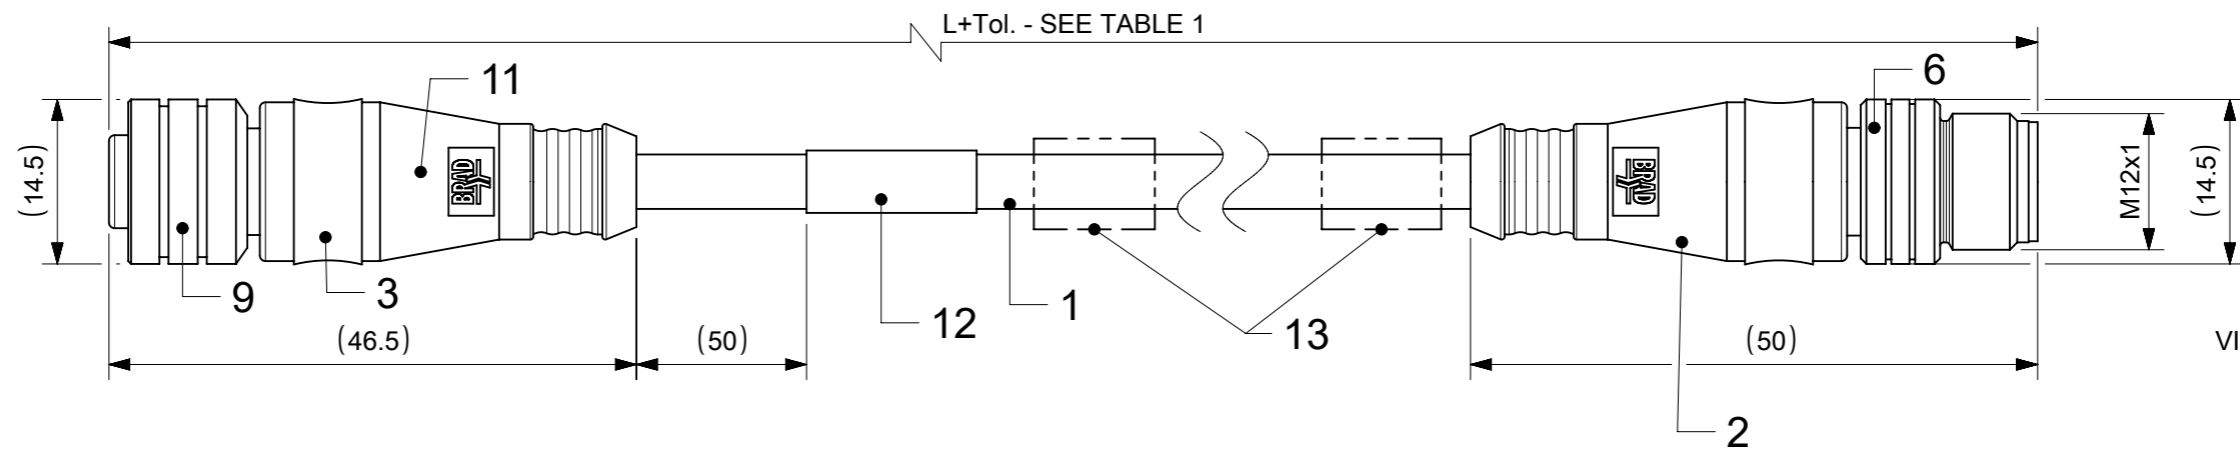 L+Tol. - SEE TABLE 1
11
6
(14.5)
BRAD
BRAD
M12x1
(14.5)
9
3
12
1
13
(46.5)
(50)
(50)
VI
2